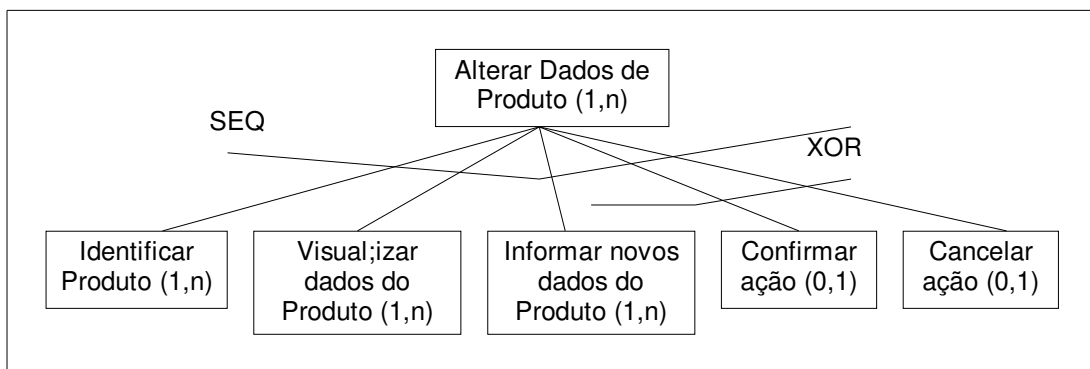 Alterar Dados de
Produto (1,n)
SEQ
XOR
Identificar
Produto (1,n)
Visual;izar
dados do
Produto (1,n)
Informar novos
dados do
Produto (1,n)
Confirmar
ação (0,1)
Cancelar
ação (0,1)